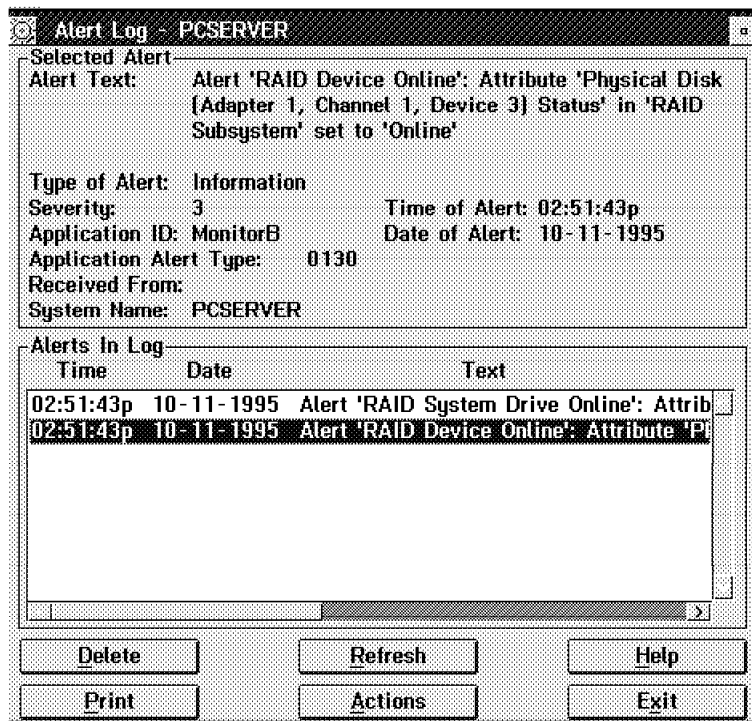 Alert Log - PCSERVER
Selected Alert
Alert Text: Alert 'RAID Device Online': Attribute 'Physical Disk
(Adapter 1, Channel 1, Device 3) Status' in 'RAID
Subsystem' set to 'Online'
Type of Alert: Information
Severity: 3 Time of Alert: 02:51:43p
Application ID: MonitorB Date of Alert: 10-11-1995
Application Alert Type: 0130
Received From:
System Name: PCSERVER
Alerts In Log
Time Date Text
02:51:43p 10-11-1995 Alert 'RAID System Drive Online': Attrib
02:51:43p 10-11-1995 Alert 'RAID Device Online': Attribute 'P
Delete Refresh Help
Print Actions Exit